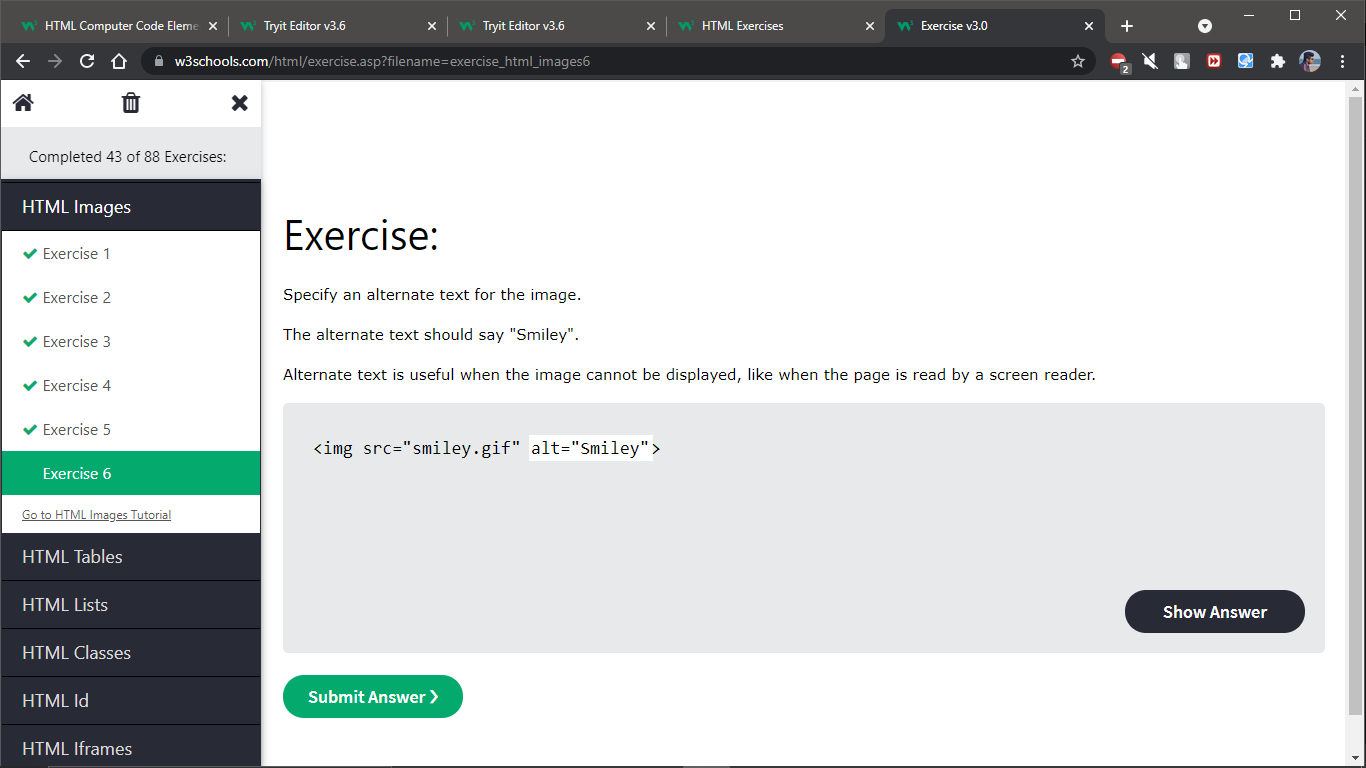 HTML Computer Code Eleme
Tryit Editor v3.6
Tryit Editor v3.6
HTML Exercises
Exercise v3.0
w3schools.com/html/exercise.asp?filename=exercise_html_images6
2
Completed 43 of 88 Exercises:
HTML Images
Exercise 1
Exercise 2
Exercise 3
Exercise 4
Exercise 5
Exercise 6
Go to HTML Images Tutorial
HTML Tables
HTML Lists
HTML Classes
HTML Id
HTML Iframes
Exercise:
Specify an alternate text for the image.
The alternate text should say "Smiley".
Alternate text is useful when the image cannot be displayed, like when the page is read by a screen reader.
<img src="smiley.gif" alt="Smiley">
Show Answer
Submit Answer ❯